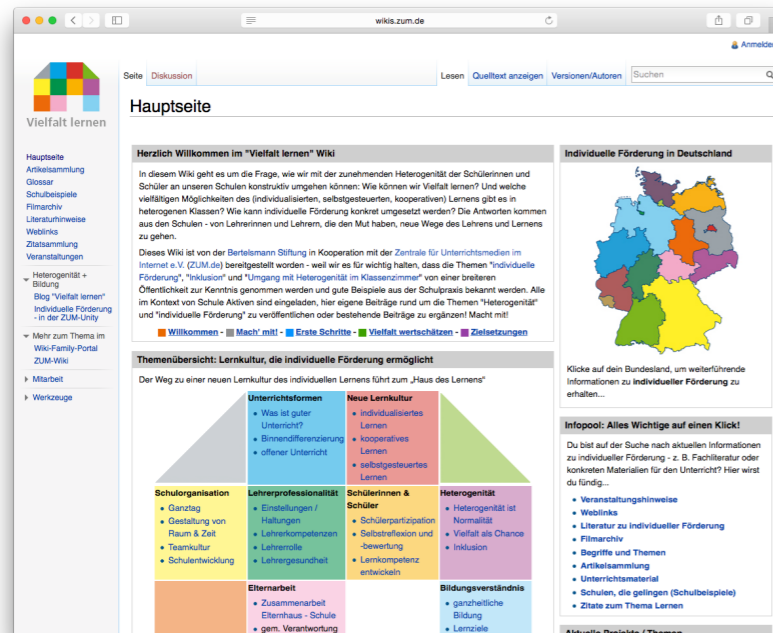 wikis.zum.de
Anmelden
Vielfalt lernen
Seite Diskussion
Lesen Quelltext anzeigen Versionen/Autoren Suchen
Hauptseite
Hauptseite
Artikelsammlung
Glossar
Schulbeispiele
Filmarchiv
Literaturhinweise
Weblinks
Zitatsammlung
Veranstaltungen
Heterogenität +
Bildung
Blog "Vielfalt lernen"
Individuelle Förderung
- in der ZUM-Unity
Mehr zum Thema im
Wiki-Family-Portal
ZUM-Wiki
Mitarbeit
Werkzeuge
Herzlich Willkommen im "Vielfalt lernen" Wiki
In diesem Wiki geht es um die Frage, wie wir mit der zunehmenden Heterogenität der Schülerinnen und
Schüler an unseren Schulen konstruktiv umgehen können: Wie können wir Vielfalt lernen? Und welche
vielfältigen Möglichkeiten des (individualisierten, selbstgesteuerten, kooperativen) Lernens gibt es in
heterogenen Klassen? Wie kann individuelle Förderung konkret umgesetzt werden? Die Antworten kommen
aus den Schulen - von Lehrerinnen und Lehrern, die den Mut haben, neue Wege des Lehrens und Lernens
zu gehen.
Dieses Wiki ist von der Bertelsmann Stiftung in Kooperation mit der Zentrale für Unterrichtsmedien im
Internet e.V. (ZUM.de) bereitgestellt worden - weil wir es für wichtig halten, dass die Themen "individuelle
Förderung", "Inklusion" und "Umgang mit Heterogenität im Klassenzimmer" von einer breiteren
Öffentlichkeit zur Kenntnis genommen werden und gute Beispiele aus der Schulpraxis bekannt werden. Alle
im Kontext von Schule Aktiven sind eingeladen, hier eigene Beiträge rund um die Themen "Heterogenität"
und "individuelle Förderung" zu veröffentlichen oder bestehende Beiträge zu ergänzen! Macht mit!
Willkommen - Mach' mit! - Erste Schritte - Vielfalt wertschätzen - Zielsetzungen
Themenübersicht: Lernkultur, die individuelle Förderung ermöglicht
Der Weg zu einer neuen Lernkultur des individuellen Lernens führt zum „Haus des Lernens"
Unterrichtsformen
Was ist guter
Unterricht?
Binnendifferenzierung
offener Unterricht
Neue Lernkultur
individualisiertes
Lernen
kooperatives
Lernen
selbstgesteuertes
Lernen
Schulorganisation
Ganztag
Gestaltung von
Raum & Zeit
Teamkultur
Schulentwicklung
Lehrerprofessionalität
Einstellungen /
Haltungen
Lehrerkompetenzen
Lehrerrolle
Lehrergesundheit
Schülerinnen &
Schüler
Schülerpartizipation
Selbstreflexion und
-bewertung
Lernkompetenz
entwickeln
Heterogenität
Heterogenität ist
Normalität
Vielfalt als Chance
Inklusion
Elternarbeit
Zusammenarbeit
Elternhaus - Schule
gem. Verantwortung
Bildungsverständnis
ganzheitliche
Bildung
Lernziele
Individuelle Förderung in Deutschland
Klicke auf dein Bundesland, um weiterführende
Informationen zu individueller Förderung zu
erhalten...
Infopool: Alles Wichtige auf einen Klick!
Du bist auf der Suche nach aktuellen Informationen
zu individueller Förderung - z. B. Fachliteratur oder
konkreten Materialien für den Unterricht? Hier wirst
du fündig...
Veranstaltungshinweise
Weblinks
Literatur zu individueller Förderung
Filmarchiv
Begriffe und Themen
Artikelsammlung
Unterrichtsmaterial
Schulen, die gelingen (Schulbeispiele)
Zitate zum Thema Lernen
Aktuelle Projekte / Themen